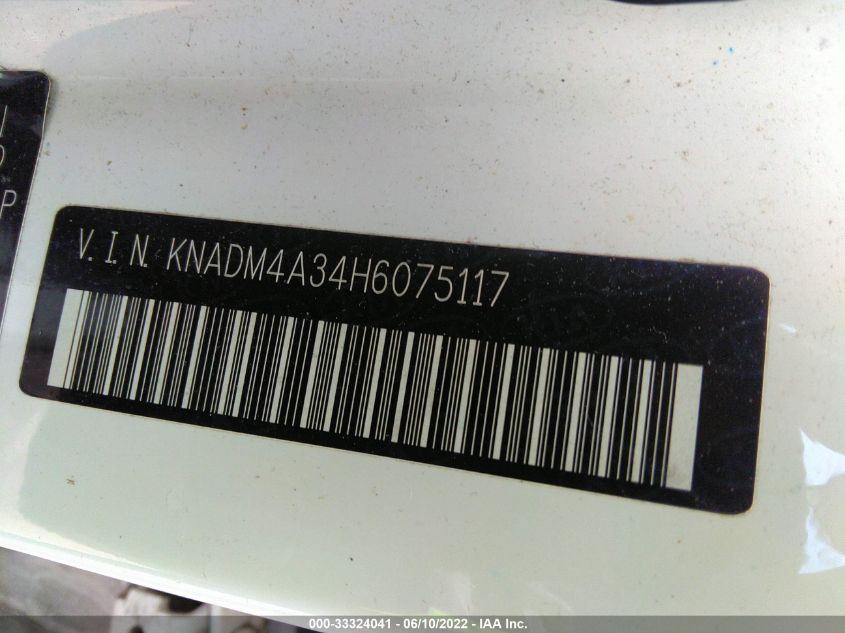 P
V.I.N. KNADM4A34H6075117
000-33324041 - 06/10/2022 - IAA Inc.